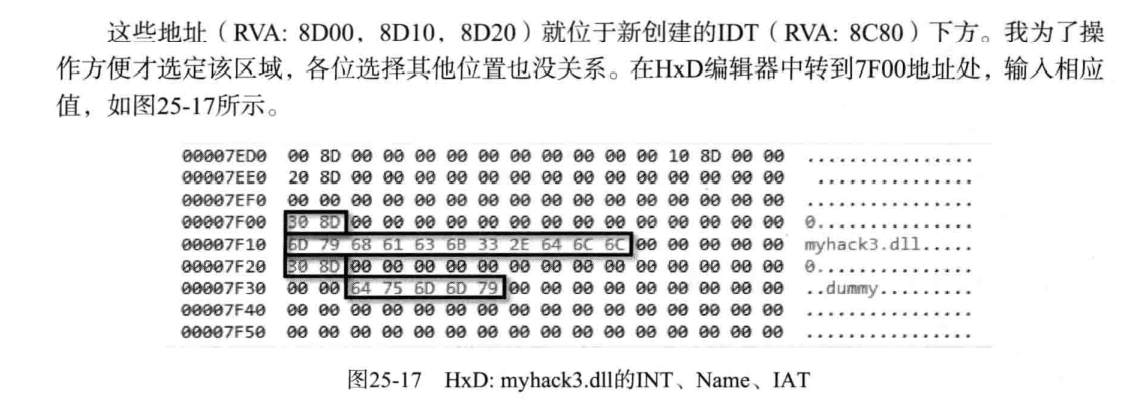 这些地址（RVA: 8D00，8D10，8D20）就位于新创建的IDT（RVA: 8C80）下方。我为了操
作方便才选定该区域，各位选择其他位置也没关系。在HxD编辑器中转到7F00地址处，输入相应
值，如图25-17所示。
00007ED0 00 8D 00 00 00 00 00 00 00 00 00 00 10 8D 00 00 ................
00007EE0 20 8D 00 00 00 00 00 00 00 00 00 00 00 00 00 00 ...............
00007EF0 00 00 00 00 00 00 00 00 00 00 00 00 00 00 00 00 ................
00007F00 30 8D 00 00 00 00 00 00 00 00 00 00 00 00 00 00 0...............
00007F10 6D 79 68 61 63 6B 33 2E 64 6C 6C 00 00 00 00 00 myhack3.dll.....
00007F20 30 8D 00 00 00 00 00 00 00 00 00 00 00 00 00 00 0...............
00007F30 00 00 64 75 6D 6D 79 00 00 00 00 00 00 00 00 00 ..dummy.........
00007F40 00 00 00 00 00 00 00 00 00 00 00 00 00 00 00 00 ................
00007F50 00 00 00 00 00 00 00 00 00 00 00 00 00 00 00 00 ................
图25-17 HxD: myhack3.dll的INT、Name、IAT